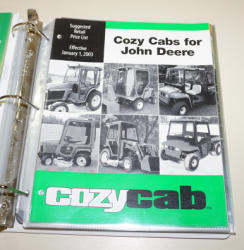 Suggested
Retail
Price List
Effective
January 1, 2003
Cozy Cabs for
John Deere
cozycab